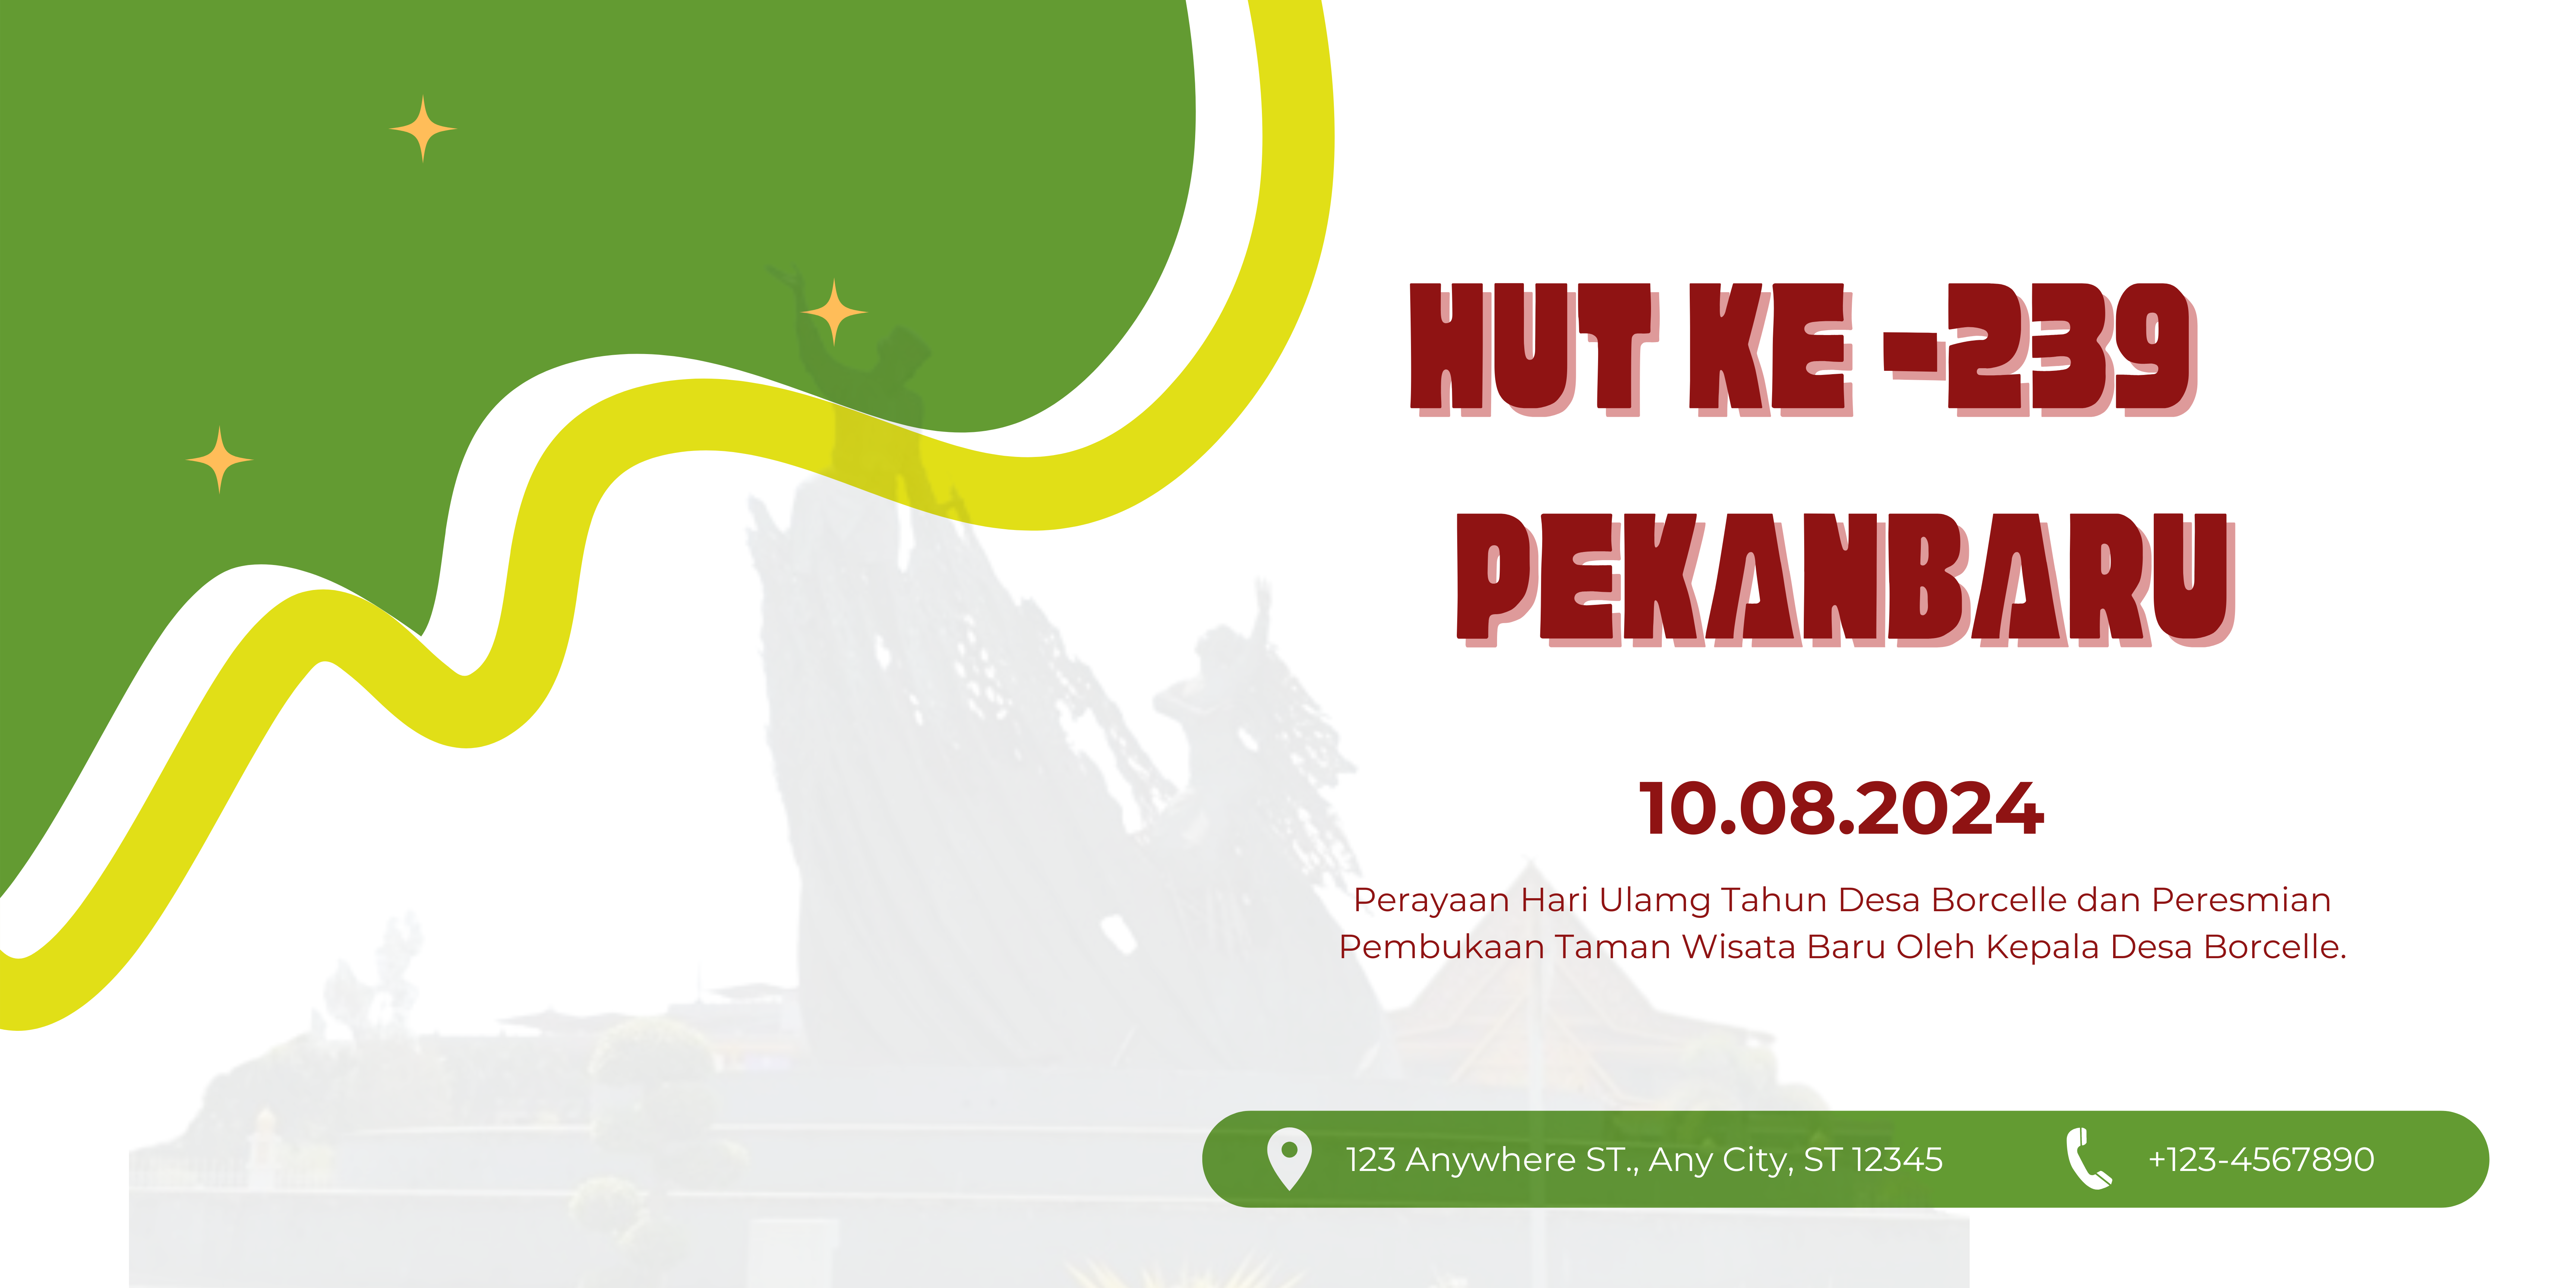 HUT KE -239
PEKANBARU
10.08.2024
Perayaan Hari Ulamg Tahun Desa Borcelle dan Peresmian
Pembukaan Taman Wisata Baru Oleh Kepala Desa Borcelle.
123 Anywhere ST., Any City, ST 12345
+123-4567890